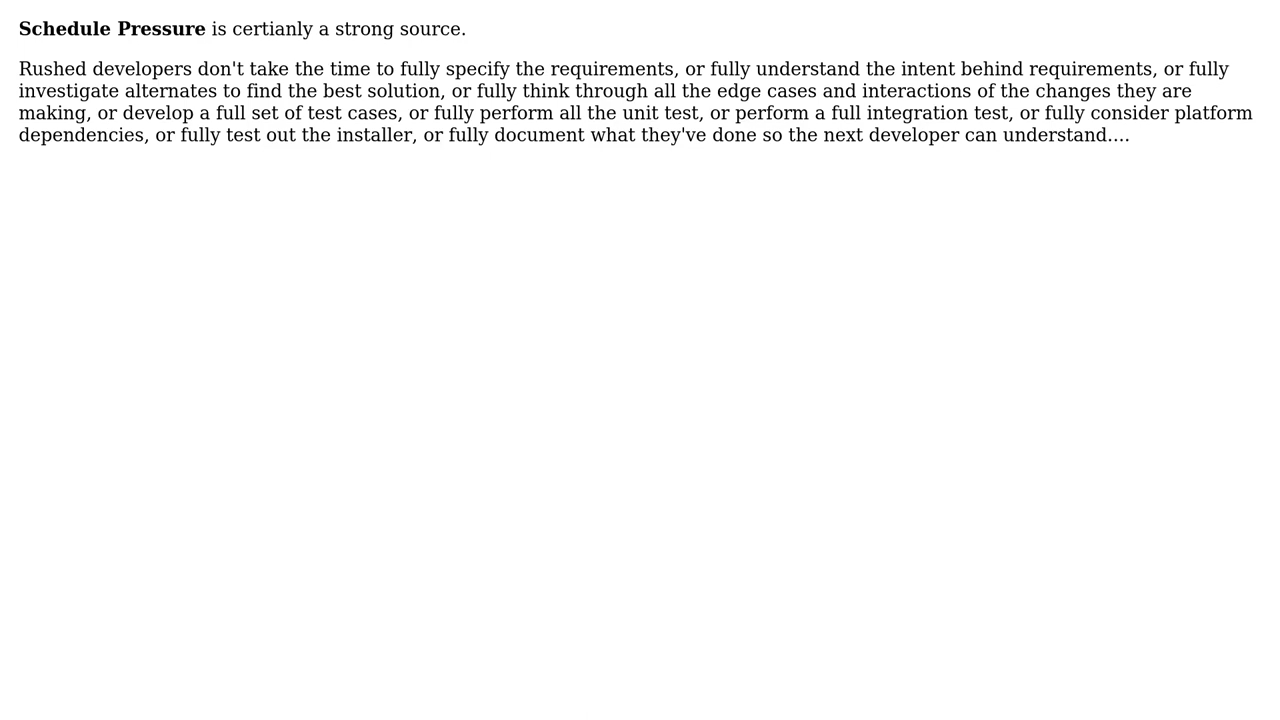 Schedule Pressure is certianly a strong source.
Rushed developers don't take the time to fully specify the requirements, or fully understand the intent behind requirements, or fully
investigate alternates to find the best solution, or fully think through all the edge cases and interactions of the changes they are
making, or develop a full set of test cases, or fully perform all the unit test, or perform a full integration test, or fully consider platform
dependencies, or fully test out the installer, or fully document what they've done so the next developer can understand....